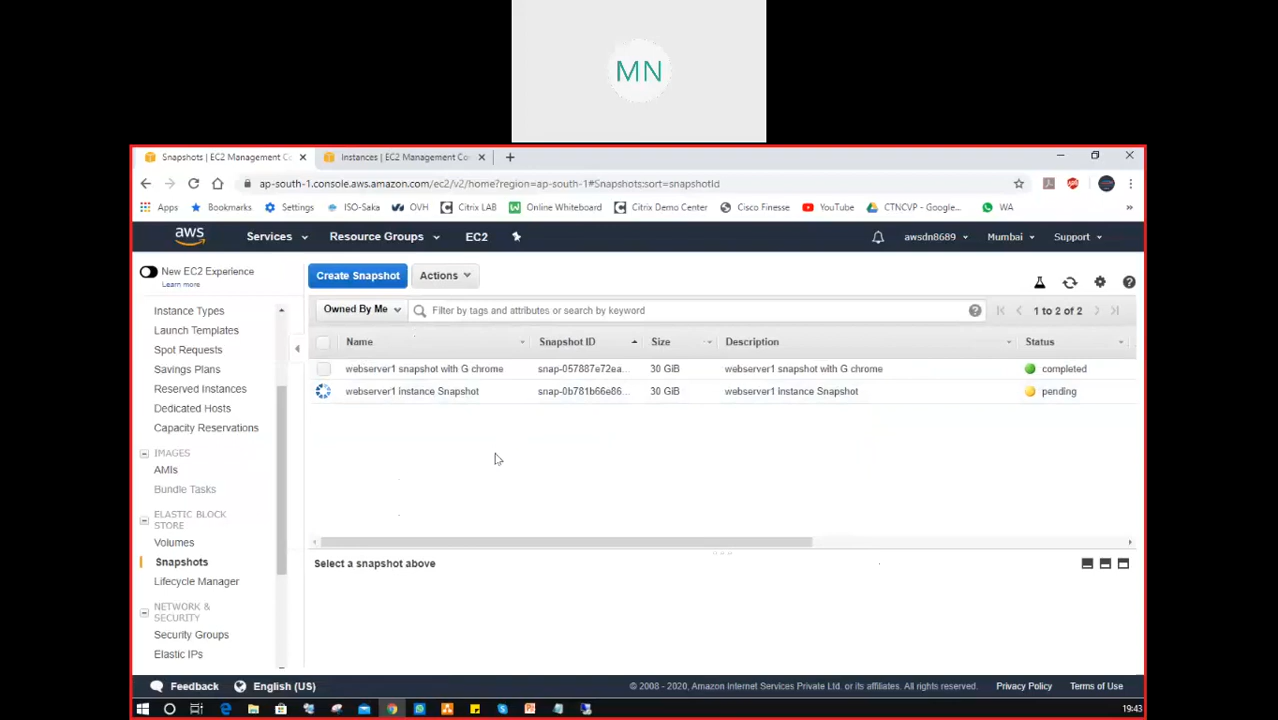 MN
Snapshots | EC2 Management Co
Instances | EC2 Management Con
ap-south-1.console.aws.amazon.com/ec2/v2/home?region=ap-south-1#Snapshots:sort=snapshotId
Apps Bookmarks Settings ISO-Saka OVH Citrix LAB Online Whiteboard Citrix Demo Center Cisco Finesse YouTube CTNCVP - Google... WA »
aws Services Resource Groups EC2 awsdn8689 Mumbai Support
New EC2 Experience
Learn more
Instance Types
Launch Templates
Spot Requests
Savings Plans
Reserved Instances
Dedicated Hosts
Capacity Reservations
IMAGES
AMIs
Bundle Tasks
ELASTIC BLOCK
STORE
Volumes
Snapshots
Lifecycle Manager
NETWORK &
SECURITY
Security Groups
Elastic IPs
Create Snapshot Actions
Owned By Me Filter by tags and attributes or search by keyword 1 to 2 of 2
Name Snapshot ID Size Description Status
webserver1 snapshot with G chrome snap-057887e72ea... 30 GiB webserver1 snapshot with G chrome completed
webserver1 Instance Snapshot snap-0b781b66e86... 30 GiB webserver1 Instance Snapshot pending
Select a snapshot above
Feedback English (US) © 2008 - 2020, Amazon Internet Services Private Ltd. or its affiliates. All rights reserved. Privacy Policy Terms of Use
19:43